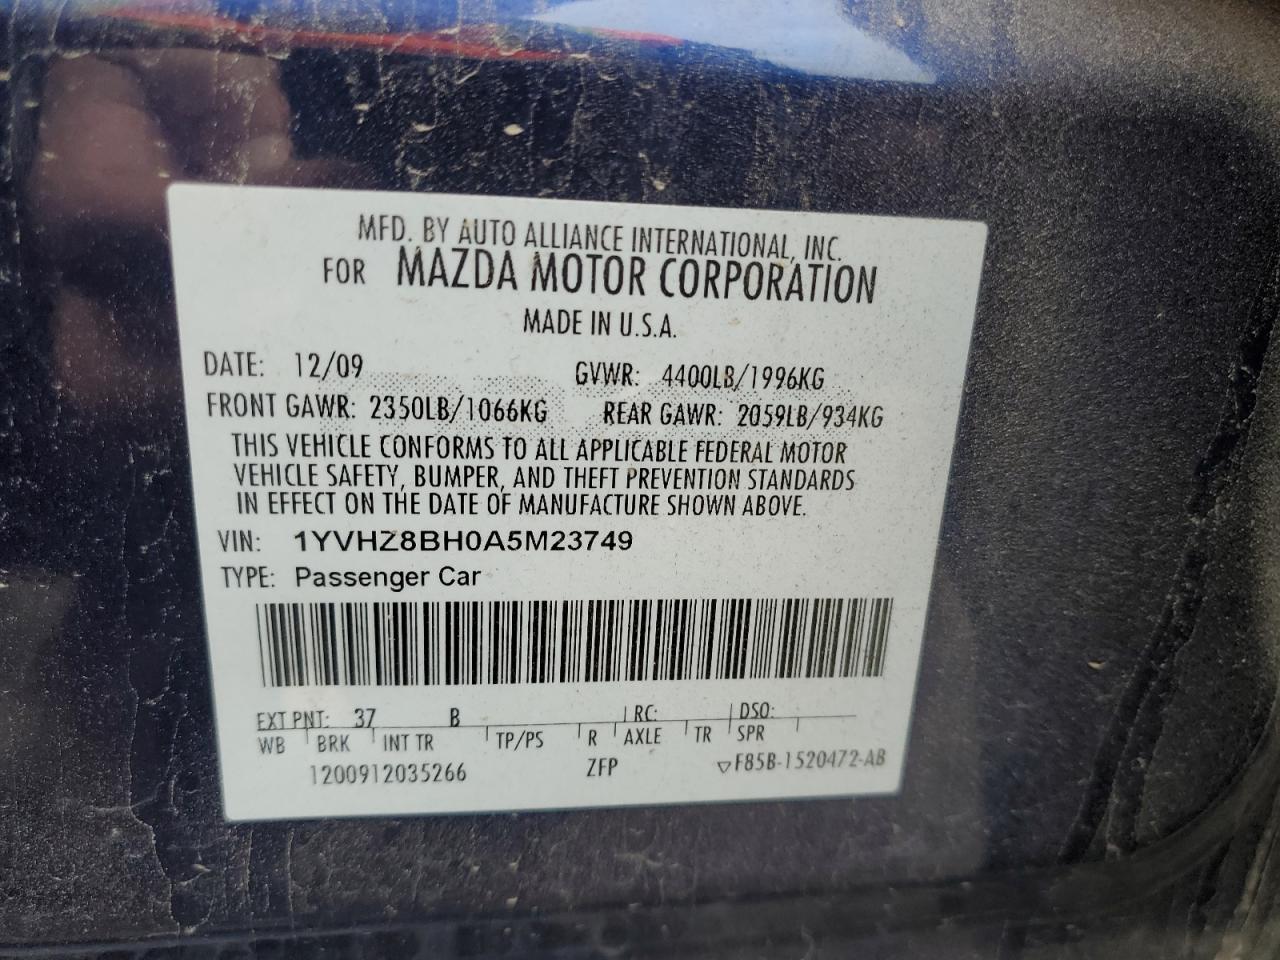 MFD. BY AUTO ALLIANCE INTERNATIONAL, INC.
FOR MAZDA MOTOR CORPORATION
MADE IN U.S.A.
DATE: 12/09 GVWR: 4400LB/1996KG
FRONT GAWR: 2350LB/1066KG REAR GAWR: 2059LB/934KG
THIS VEHICLE CONFORMS TO ALL APPLICABLE FEDERAL MOTOR
VEHICLE SAFETY, BUMPER, AND THEFT PREVENTION STANDARDS
IN EFFECT ON THE DATE OF MANUFACTURE SHOWN ABOVE.
VIN: 1YVHZ8BH0A5M23749
TYPE: Passenger Car
EXT PNT: 37 B RC: DSO:
WB BRK INT TR TP/PS R AXLE TR SPR
1200912035266 ZFP ▽F85B-1520472-AB